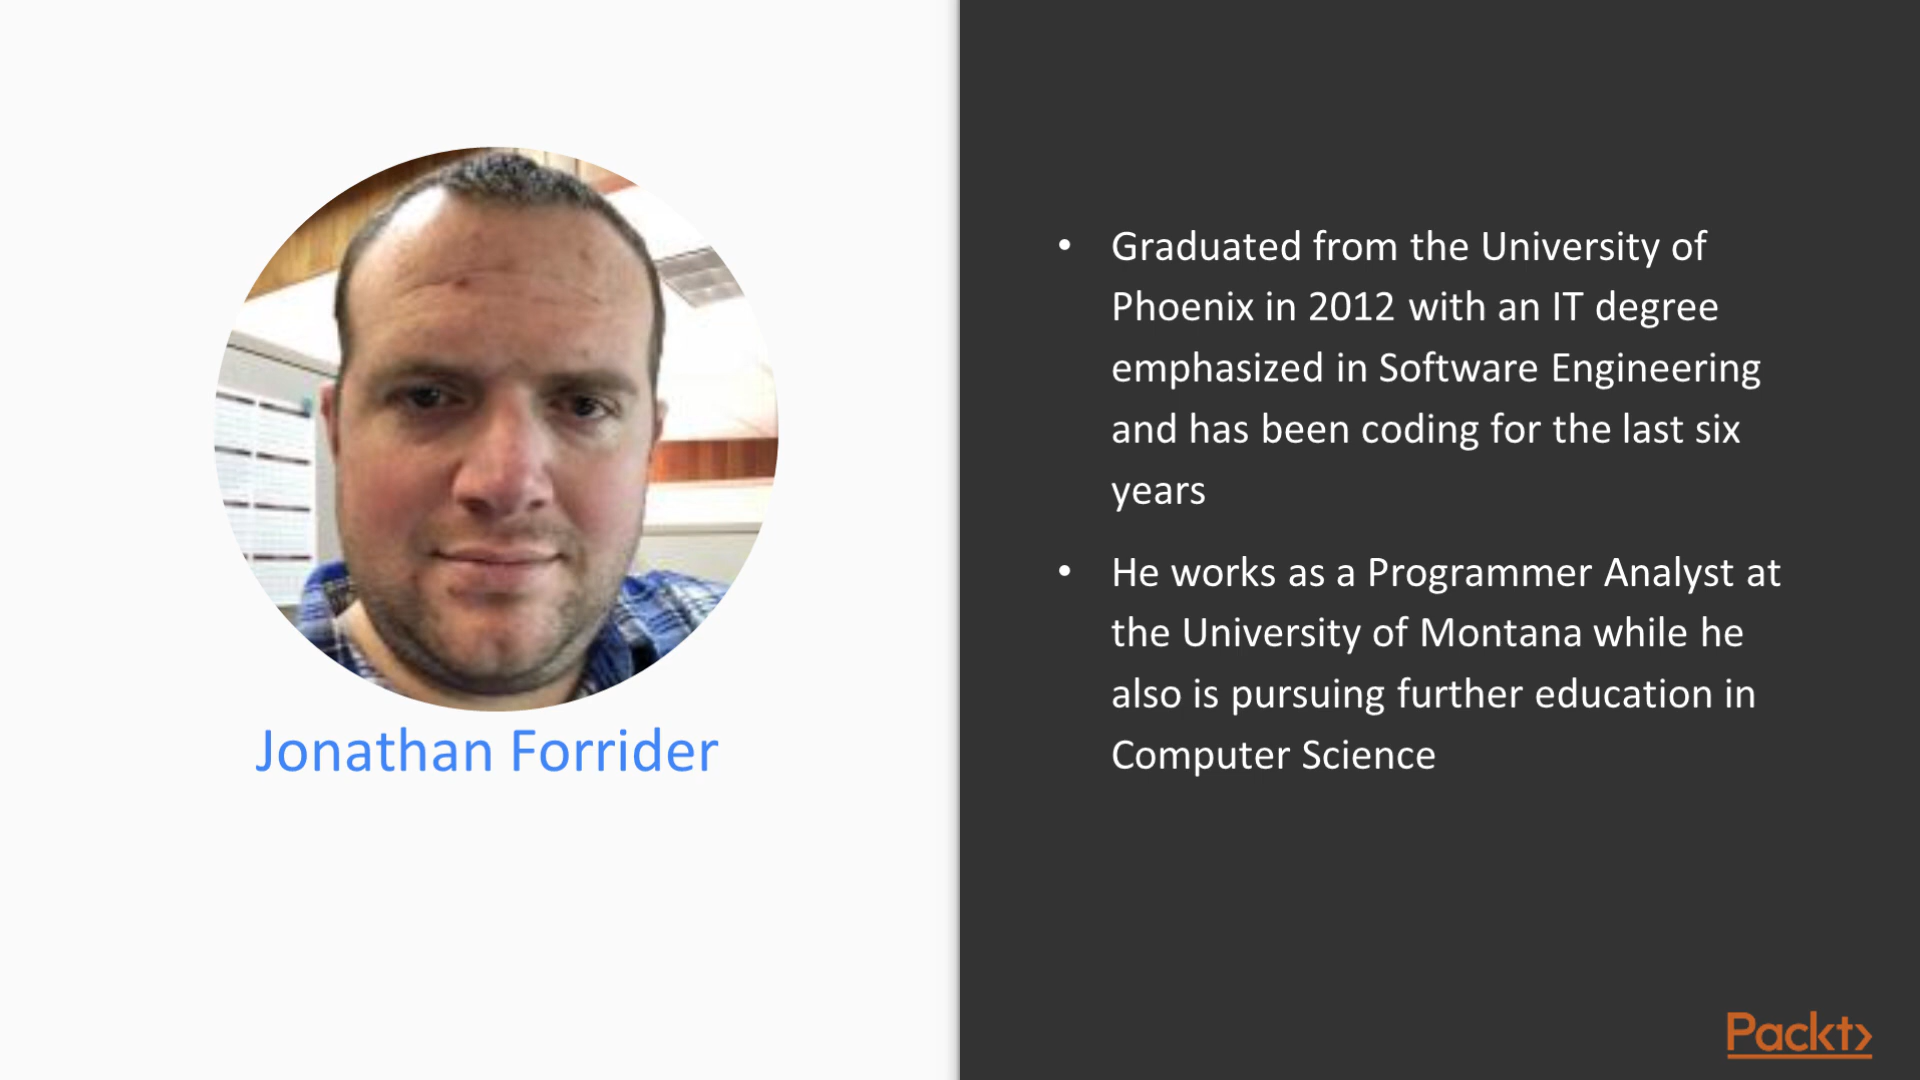 Jonathan Forrider
• Graduated from the University of
Phoenix in 2012 with an IT degree
emphasized in Software Engineering
and has been coding for the last six
years
• He works as a Programmer Analyst at
the University of Montana while he
also is pursuing further education in
Computer Science
Packt>